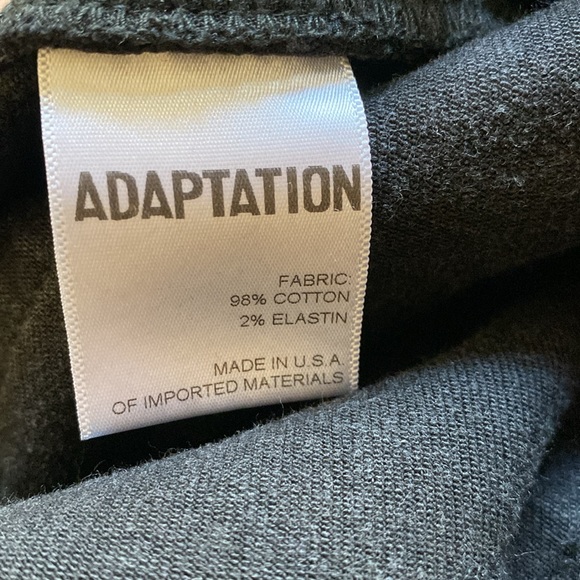 ADAPTATION
FABRIC:
98% COTTON
2% ELASTIN
MADE IN U.S.A.
OF IMPORTED MATERIALS